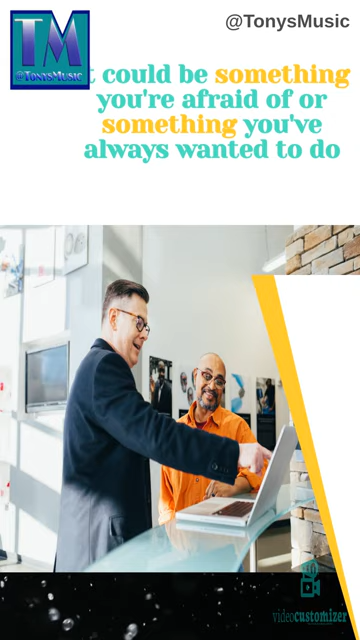 @TonysMusic
TM
@TonysMusic
could be something
you're afraid of or
something you've
always wanted to do
videocustomizer